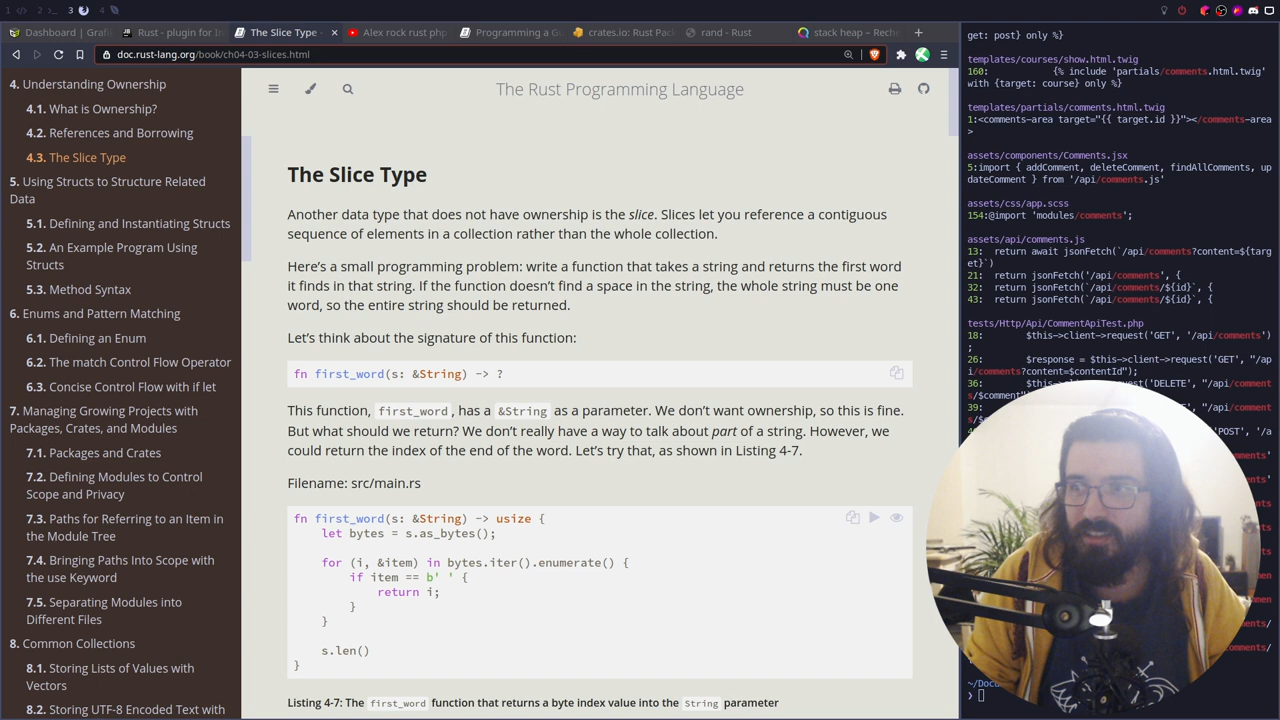 1
2 >_
3
4
Dashboard | Grafa
Rust - plugin for In
The Slice Type -
Alex rock rust php
Programming a G
crates.io: Rust Pac
rand - Rust
stack heap – Reche
doc.rust-lang.org/book/ch04-03-slices.html
4. Understanding Ownership
4.1. What is Ownership?
4.2. References and Borrowing
4.3. The Slice Type
5. Using Structs to Structure Related
Data
5.1. Defining and Instantiating Structs
5.2. An Example Program Using
Structs
5.3. Method Syntax
6. Enums and Pattern Matching
6.1. Defining an Enum
6.2. The match Control Flow Operator
6.3. Concise Control Flow with if let
7. Managing Growing Projects with
Packages, Crates, and Modules
7.1. Packages and Crates
7.2. Defining Modules to Control
Scope and Privacy
7.3. Paths for Referring to an Item in
the Module Tree
7.4. Bringing Paths Into Scope with
the use Keyword
7.5. Separating Modules into
Different Files
8. Common Collections
8.1. Storing Lists of Values with
Vectors
8.2. Storing UTF-8 Encoded Text with
The Rust Programming Language
The Slice Type
Another data type that does not have ownership is the slice. Slices let you reference a contiguous
sequence of elements in a collection rather than the whole collection.
Here’s a small programming problem: write a function that takes a string and returns the first word
it finds in that string. If the function doesn’t find a space in the string, the whole string must be one
word, so the entire string should be returned.
Let’s think about the signature of this function:
fn first_word(s: &String) -> ?
This function, first_word, has a &String as a parameter. We don’t want ownership, so this is fine.
But what should we return? We don’t really have a way to talk about part of a string. However, we
could return the index of the end of the word. Let’s try that, as shown in Listing 4-7.
Filename: src/main.rs
fn first_word(s: &String) -> usize {
let bytes = s.as_bytes();
for (i, &item) in bytes.iter().enumerate() {
if item == b' ' {
return i;
}
}
s.len()
}
Listing 4-7: The first_word function that returns a byte index value into the String parameter
get: post} only %}
templates/courses/show.html.twig
160: {% include 'partials/comments.html.twig'
with {target: course} only %}
templates/partials/comments.html.twig
1:<comments-area target="{{ target.id }}"></comments-area
>
assets/components/Comments.jsx
5:import { addComment, deleteComment, findAllComments, up
dateComment } from '/api/comments.js'
assets/css/app.scss
154:@import 'modules/comments';
assets/api/comments.js
13: return await jsonFetch(`/api/comments?content=${targ
et}`)
21: return jsonFetch('/api/comments', {
32: return jsonFetch(`/api/comments/${id}`, {
43: return jsonFetch(`/api/comments/${id}`, {
tests/Http/Api/CommentApiTest.php
18: $this->client->request('GET', '/api/comments')
;
26: $response = $this->client->request('GET', "/ap
i/comments?content=$contentId");
36: $this->client->request('DELETE', "/api/comments
/$comment
39: "/api/comments
/$
'POST', '/a
~/Docu
❯